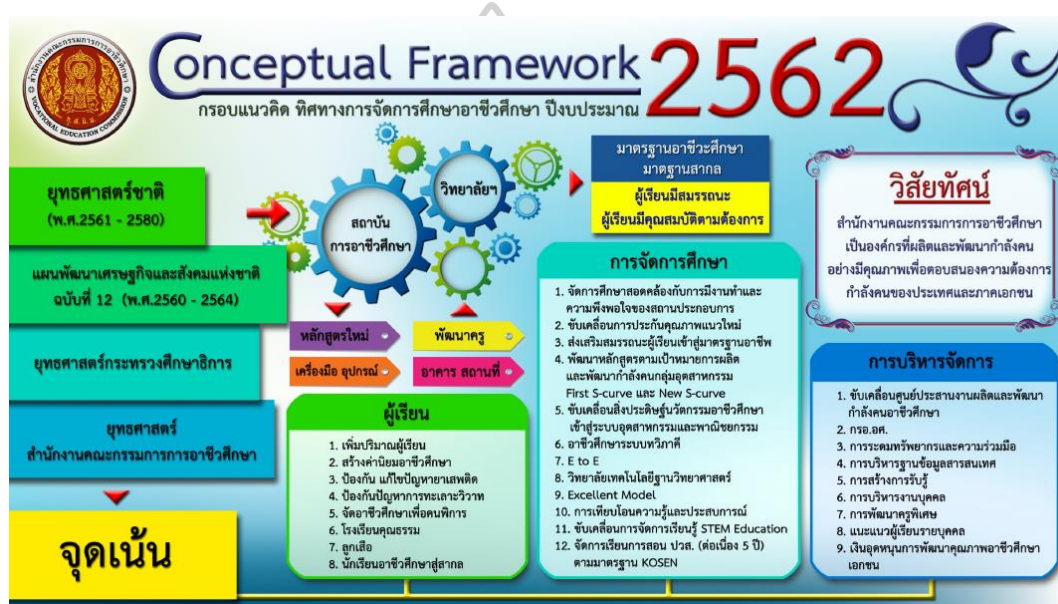 Conceptual Framework 2562
กรอบแนวคิด ทิศทางการจัดการศึกษาอาชีวศึกษา ปีงบประมาณ
สำนักงานคณะกรรมการการอาชีวศึกษา
VOCATIONAL EDUCATION COMMISSION
ยุทธศาสตร์ชาติ
(พ.ศ.2561 - 2580)
แผนพัฒนาเศรษฐกิจและสังคมแห่งชาติ
ฉบับที่ 12 (พ.ศ.2560 - 2564)
ยุทธศาสตร์กระทรวงศึกษาธิการ
ยุทธศาสตร์
สำนักงานคณะกรรมการการอาชีวศึกษา
จุดเน้น
สถาบัน
การอาชีวศึกษา
วิทยาลัยฯ
หลักสูตรใหม่
พัฒนาครู
เครื่องมือ อุปกรณ์
อาคาร สถานที่
มาตรฐานอาชีวะศึกษา
มาตฐานสากล
ผู้เรียนมีสมรรถนะ
ผู้เรียนมีคุณสมบัติตามต้องการ
ผู้เรียน
1. เพิ่มปริมาณผู้เรียน
2. สร้างค่านิยมอาชีวศึกษา
3. ป้องกัน แก้ไขปัญหายาเสพติด
4. ป้องกันปัญหาการทะเลาะวิวาท
5. จัดอาชีวศึกษาเพื่อคนพิการ
6. โรงเรียนคุณธรรม
7. ลูกเสือ
8. นักเรียนอาชีวศึกษาสู่สากล
การจัดการศึกษา
1. จัดการศึกษาสอดคล้องกับการมีงานทำและ
ความพึงพอใจของสถานประกอบการ
2. ขับเคลื่อนการประกันคุณภาพแนวใหม่
3. ส่งเสริมสมรรถนะผู้เรียนเข้าสู่มาตรฐานอาชีพ
4. พัฒนาหลักสูตรตามเป้าหมายการผลิต
และพัฒนากำลังคนกลุ่มอุตสาหกรรม
First S-curve และ New S-curve
5. ขับเคลื่อนสิ่งประดิษฐ์นวัตกรรมอาชีวศึกษา
เข้าสู่ระบบอุตสาหกรรมและพาณิชยกรรม
6. อาชีวศึกษาระบบทวิภาคี
7. E to E
8. วิทยาลัยเทคโนโลยีฐานวิทยาศาสตร์
9. Excellent Model
10. การเทียบโอนความรู้และประสบการณ์
11. ขับเคลื่อนการจัดการเรียนรู้ STEM Education
12. จัดการเรียนการสอน ปวส. (ต่อเนื่อง 5 ปี)
ตามมาตรฐาน KOSEN
วิสัยทัศน์
สำนักงานคณะกรรมการการอาชีวศึกษา
เป็นองค์กรที่ผลิตและพัฒนากำลังคน
อย่างมีคุณภาพเพื่อตอบสนองความต้องการ
กำลังคนของประเทศและภาคเอกชน
การบริหารจัดการ
1. ขับเคลื่อนศูนย์ประสานงานผลิตและพัฒนา
กำลังคนอาชีวศึกษา
2. กรอ.อศ.
3. การระดมทรัพยากรและความร่วมมือ
4. การบริหารฐานข้อมูลสารสนเทศ
5. การสร้างการรับรู้
6. การบริหารงานบุคคล
7. การพัฒนาครูพิเศษ
8. แนะแนวผู้เรียนรายบุคคล
9. เงินอุดหนุนการพัฒนาคุณภาพอาชีวศึกษา
เอกชน